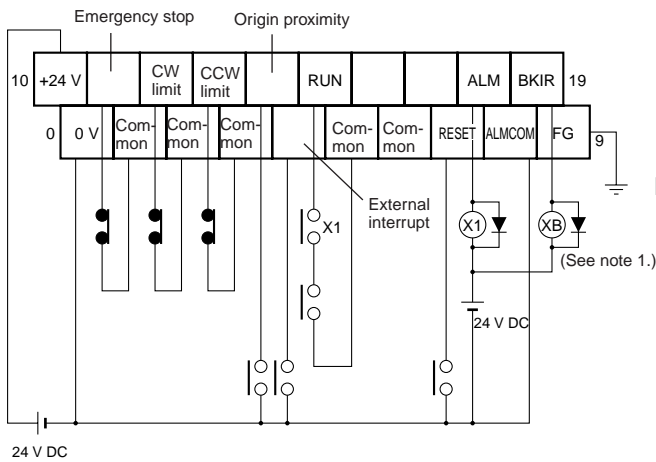 Emergency stop
Origin proximity
10
+24 V
CW
limit
CCW
limit
RUN
ALM
BKIR
19
0
0 V
Com-
mon
Com-
mon
Com-
mon
Com-
mon
Com-
mon
RESET
ALMCOM
FG
9
External
interrupt
X1
X1
XB
(See note 1.)
24 V DC
24 V DC